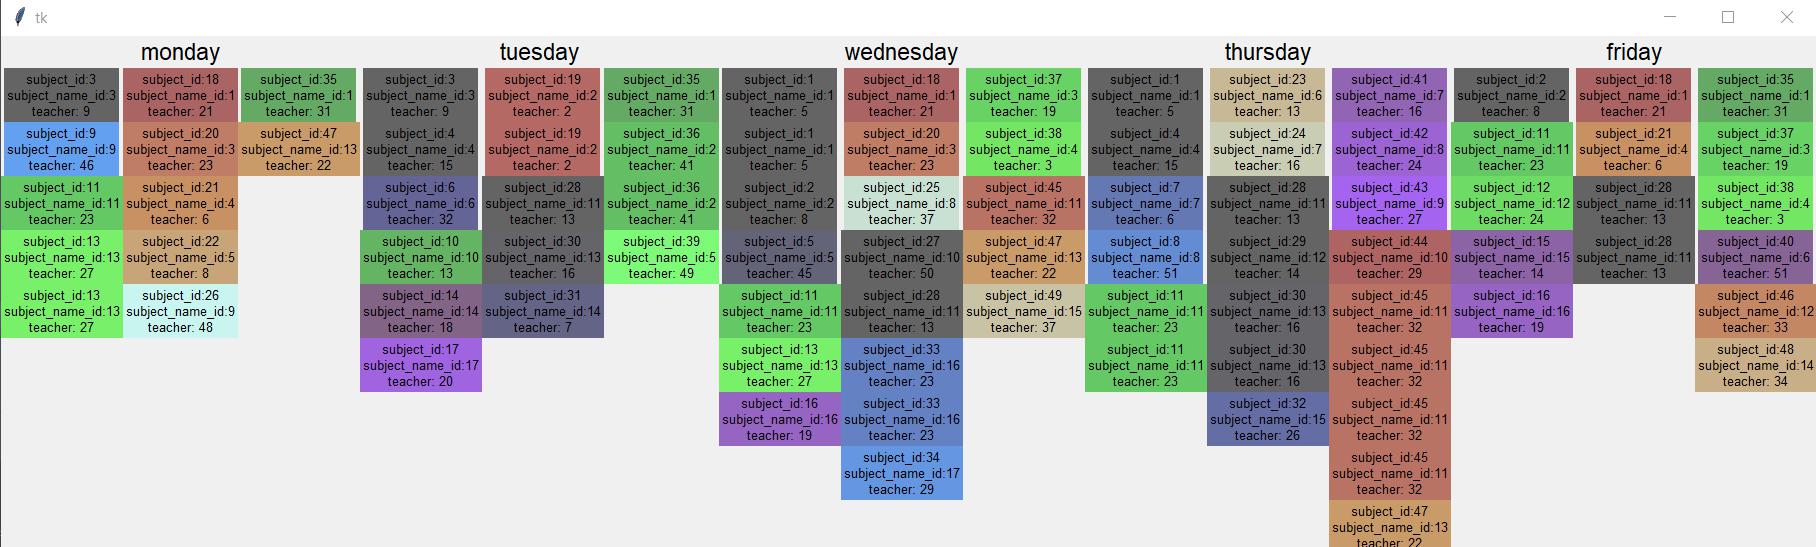 tk
monday
subject_id:3
subject_name_id:3
teacher: 9
subject_id:9
subject_name_id:9
teacher: 46
subject_id:11
subject_name_id:11
teacher: 23
subject_id:13
subject_name_id:13
teacher: 27
subject_id:13
subject_name_id:13
teacher: 27
subject_id:18
subject_name_id:1
teacher: 21
subject_id:20
subject_name_id:3
teacher: 23
subject_id:21
subject_name_id:4
teacher: 6
subject_id:22
subject_name_id:5
teacher: 8
subject_id:26
subject_name_id:9
teacher: 48
subject_id:35
subject_name_id:1
teacher: 31
subject_id:47
subject_name_id:13
teacher: 22
tuesday
subject_id:3
subject_name_id:3
teacher: 9
subject_id:4
subject_name_id:4
teacher: 15
subject_id:6
subject_name_id:6
teacher: 32
subject_id:10
subject_name_id:10
teacher: 13
subject_id:14
subject_name_id:14
teacher: 18
subject_id:17
subject_name_id:17
teacher: 20
subject_id:19
subject_name_id:2
teacher: 2
subject_id:19
subject_name_id:2
teacher: 2
subject_id:28
subject_name_id:11
teacher: 13
subject_id:30
subject_name_id:13
teacher: 16
subject_id:31
subject_name_id:14
teacher: 7
subject_id:35
subject_name_id:1
teacher: 31
subject_id:36
subject_name_id:2
teacher: 41
subject_id:36
subject_name_id:2
teacher: 41
subject_id:39
subject_name_id:5
teacher: 49
wednesday
subject_id:1
subject_name_id:1
teacher: 5
subject_id:1
subject_name_id:1
teacher: 5
subject_id:2
subject_name_id:2
teacher: 8
subject_id:5
subject_name_id:5
teacher: 45
subject_id:11
subject_name_id:11
teacher: 23
subject_id:13
subject_name_id:13
teacher: 27
subject_id:16
subject_name_id:16
teacher: 19
subject_id:18
subject_name_id:1
teacher: 21
subject_id:20
subject_name_id:3
teacher: 23
subject_id:25
subject_name_id:8
teacher: 37
subject_id:27
subject_name_id:10
teacher: 50
subject_id:28
subject_name_id:11
teacher: 13
subject_id:33
subject_name_id:16
teacher: 23
subject_id:33
subject_name_id:16
teacher: 23
subject_id:34
subject_name_id:17
teacher: 29
subject_id:37
subject_name_id:3
teacher: 19
subject_id:38
subject_name_id:4
teacher: 3
subject_id:45
subject_name_id:11
teacher: 32
subject_id:47
subject_name_id:13
teacher: 22
subject_id:49
subject_name_id:15
teacher: 37
thursday
subject_id:1
subject_name_id:1
teacher: 5
subject_id:4
subject_name_id:4
teacher: 15
subject_id:7
subject_name_id:7
teacher: 6
subject_id:8
subject_name_id:8
teacher: 51
subject_id:11
subject_name_id:11
teacher: 23
subject_id:11
subject_name_id:11
teacher: 23
subject_id:23
subject_name_id:6
teacher: 13
subject_id:24
subject_name_id:7
teacher: 16
subject_id:28
subject_name_id:11
teacher: 13
subject_id:29
subject_name_id:12
teacher: 14
subject_id:30
subject_name_id:13
teacher: 16
subject_id:30
subject_name_id:13
teacher: 16
subject_id:32
subject_name_id:15
teacher: 26
subject_id:41
subject_name_id:7
teacher: 16
subject_id:42
subject_name_id:8
teacher: 24
subject_id:43
subject_name_id:9
teacher: 27
subject_id:44
subject_name_id:10
teacher: 29
subject_id:45
subject_name_id:11
teacher: 32
subject_id:45
subject_name_id:11
teacher: 32
subject_id:45
subject_name_id:11
teacher: 32
subject_id:45
subject_name_id:11
teacher: 32
subject_id:47
subject_name_id:13
teacher: 22
friday
subject_id:2
subject_name_id:2
teacher: 8
subject_id:11
subject_name_id:11
teacher: 23
subject_id:12
subject_name_id:12
teacher: 24
subject_id:15
subject_name_id:15
teacher: 14
subject_id:16
subject_name_id:16
teacher: 19
subject_id:18
subject_name_id:1
teacher: 21
subject_id:21
subject_name_id:4
teacher: 6
subject_id:28
subject_name_id:11
teacher: 13
subject_id:28
subject_name_id:11
teacher: 13
subject_id:35
subject_name_id:1
teacher: 31
subject_id:37
subject_name_id:3
teacher: 19
subject_id:38
subject_name_id:4
teacher: 3
subject_id:40
subject_name_id:6
teacher: 51
subject_id:46
subject_name_id:12
teacher: 33
subject_id:48
subject_name_id:14
teacher: 34